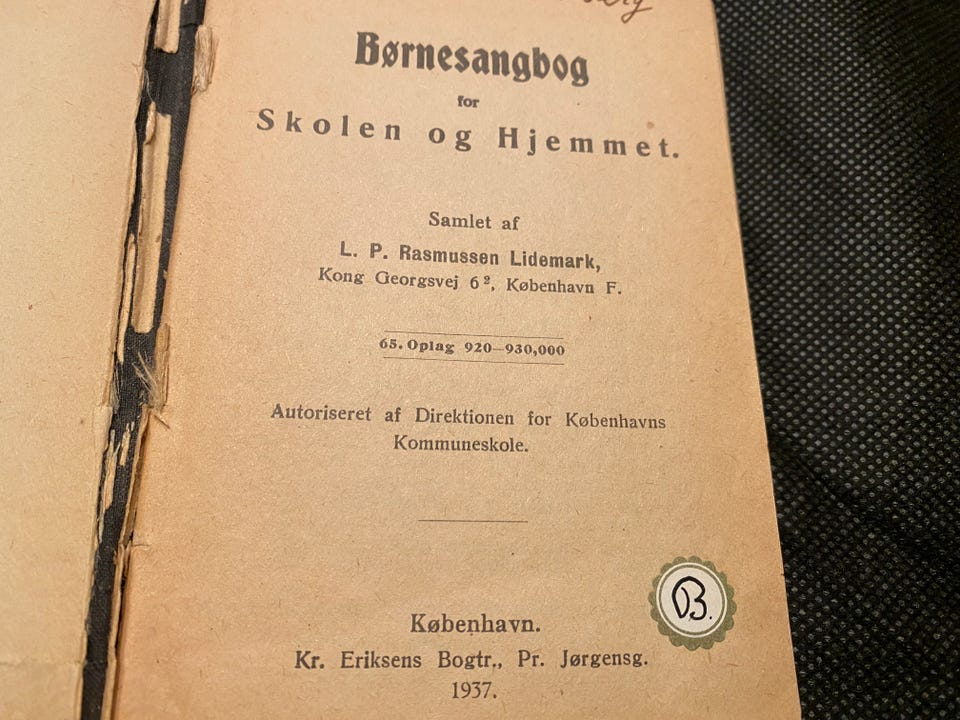 Børnesangbog
for
Skolen og Hjemmet.
Samlet af
L. P. Rasmussen Lidemark,
Kong Georgsvej 6², København F.
65. Oplag 920—930,000
Autoriseret af Direktionen for Københavns
Kommuneskole.
København.
Kr. Eriksens Bogtr., Pr. Jørgensg.
1937.
B.